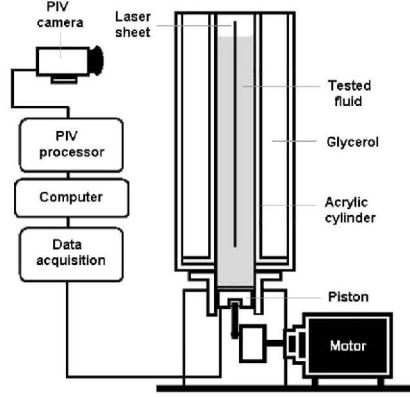 PIV
camera
Laser
sheet
Tested
fluid
PIV
processor
Glycerol
Computer
Acrylic
cylinder
Data
acquisition
Piston
Motor